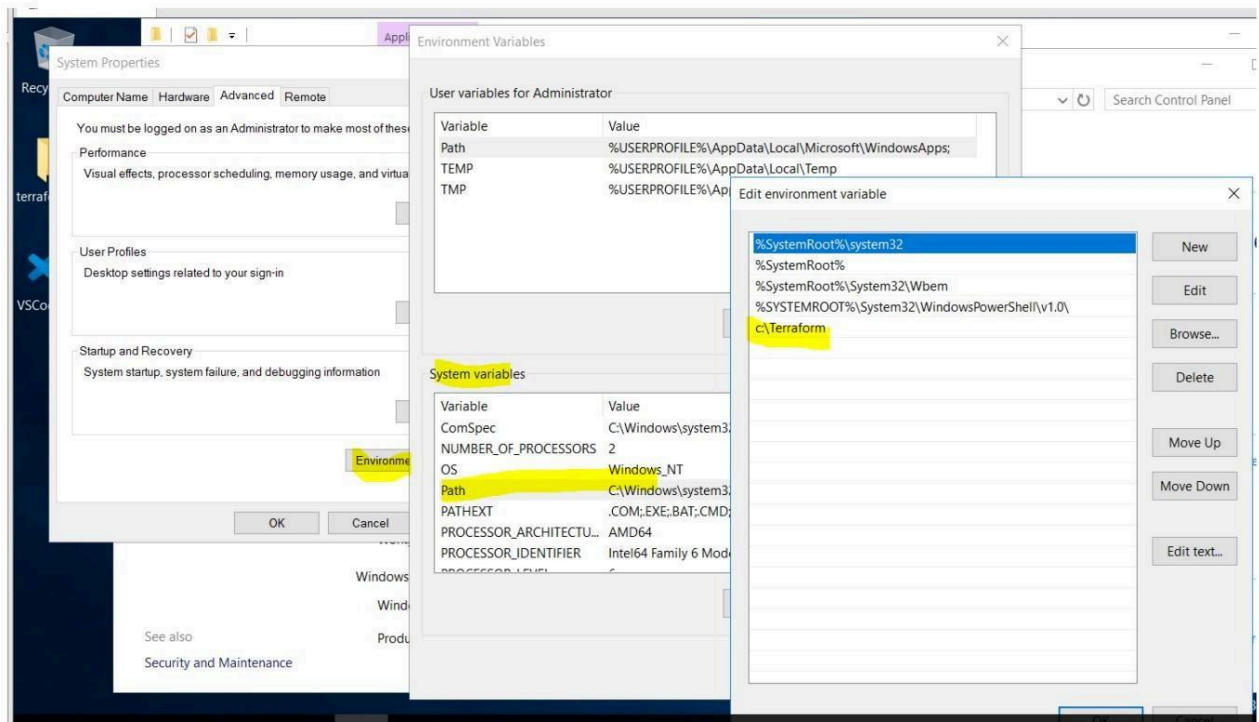 Appli
Recy
terraf
VSCo
System Properties
Computer Name Hardware Advanced Remote
You must be logged on as an Administrator to make most of these
Performance
Visual effects, processor scheduling, memory usage, and virtua
User Profiles
Desktop settings related to your sign-in
Startup and Recovery
System startup, system failure, and debugging information
Environme
OK Cancel
Windows
Wind
See also
Produ
Security and Maintenance
Environment Variables
User variables for Administrator
Variable Value
Path %USERPROFILE%\AppData\Local\Microsoft\WindowsApps;
TEMP %USERPROFILE%\AppData\Local\Temp
TMP %USERPROFILE%\Ap
System variables
Variable Value
ComSpec C:\Windows\system3
NUMBER_OF_PROCESSORS 2
OS Windows_NT
Path C:\Windows\system3
PATHEXT .COM;.EXE;.BAT;.CMD;
PROCESSOR_ARCHITECTU... AMD64
PROCESSOR_IDENTIFIER Intel64 Family 6 Mode
Search Control Panel
Edit environment variable
%SystemRoot%\system32
%SystemRoot%
%SystemRoot%\System32\Wbem
%SYSTEMROOT%\System32\WindowsPowerShell\v1.0\
c:\Terraform
New
Edit
Browse...
Delete
Move Up
Move Down
Edit text...
OK Cancel